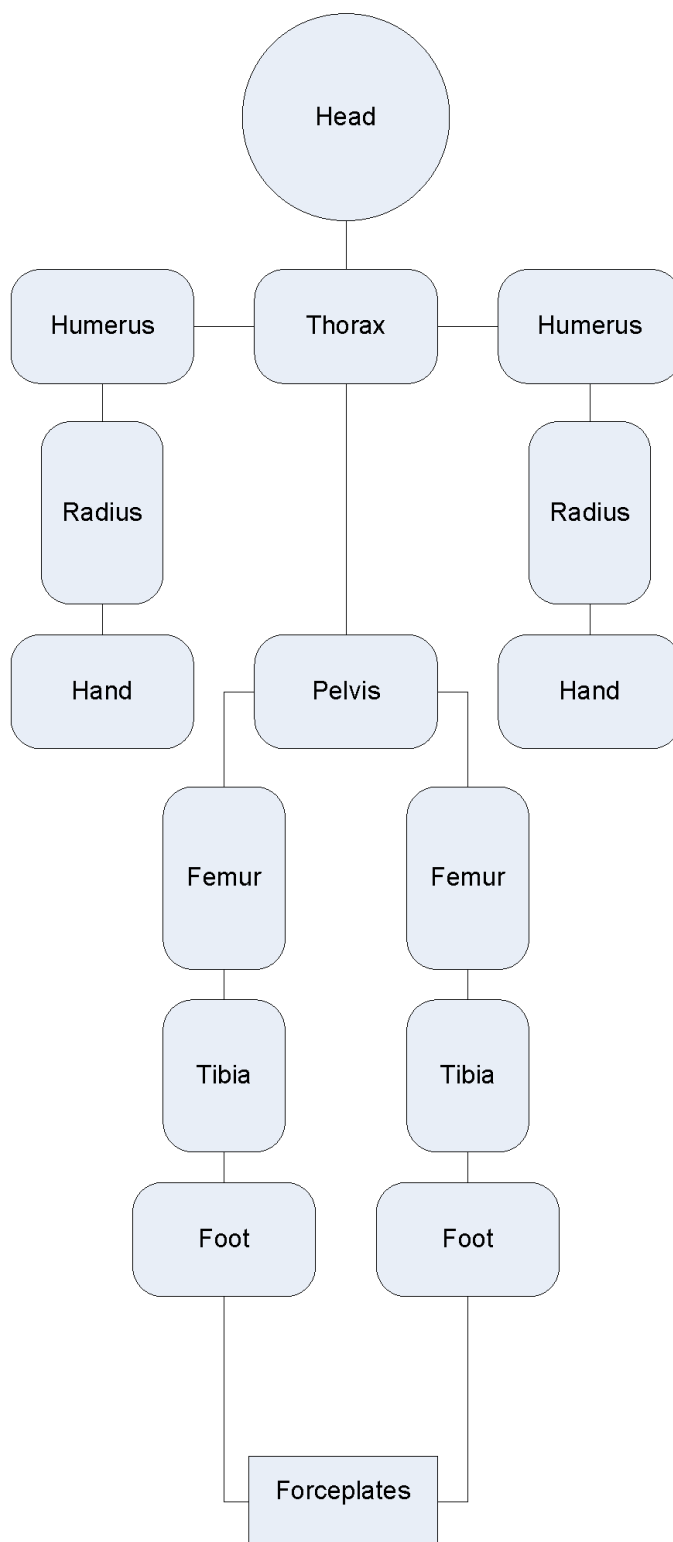 Head
Humerus
Thorax
Humerus
Radius
Radius
Hand
Pelvis
Hand
Femur
Femur
Tibia
Tibia
Foot
Foot
Forceplates